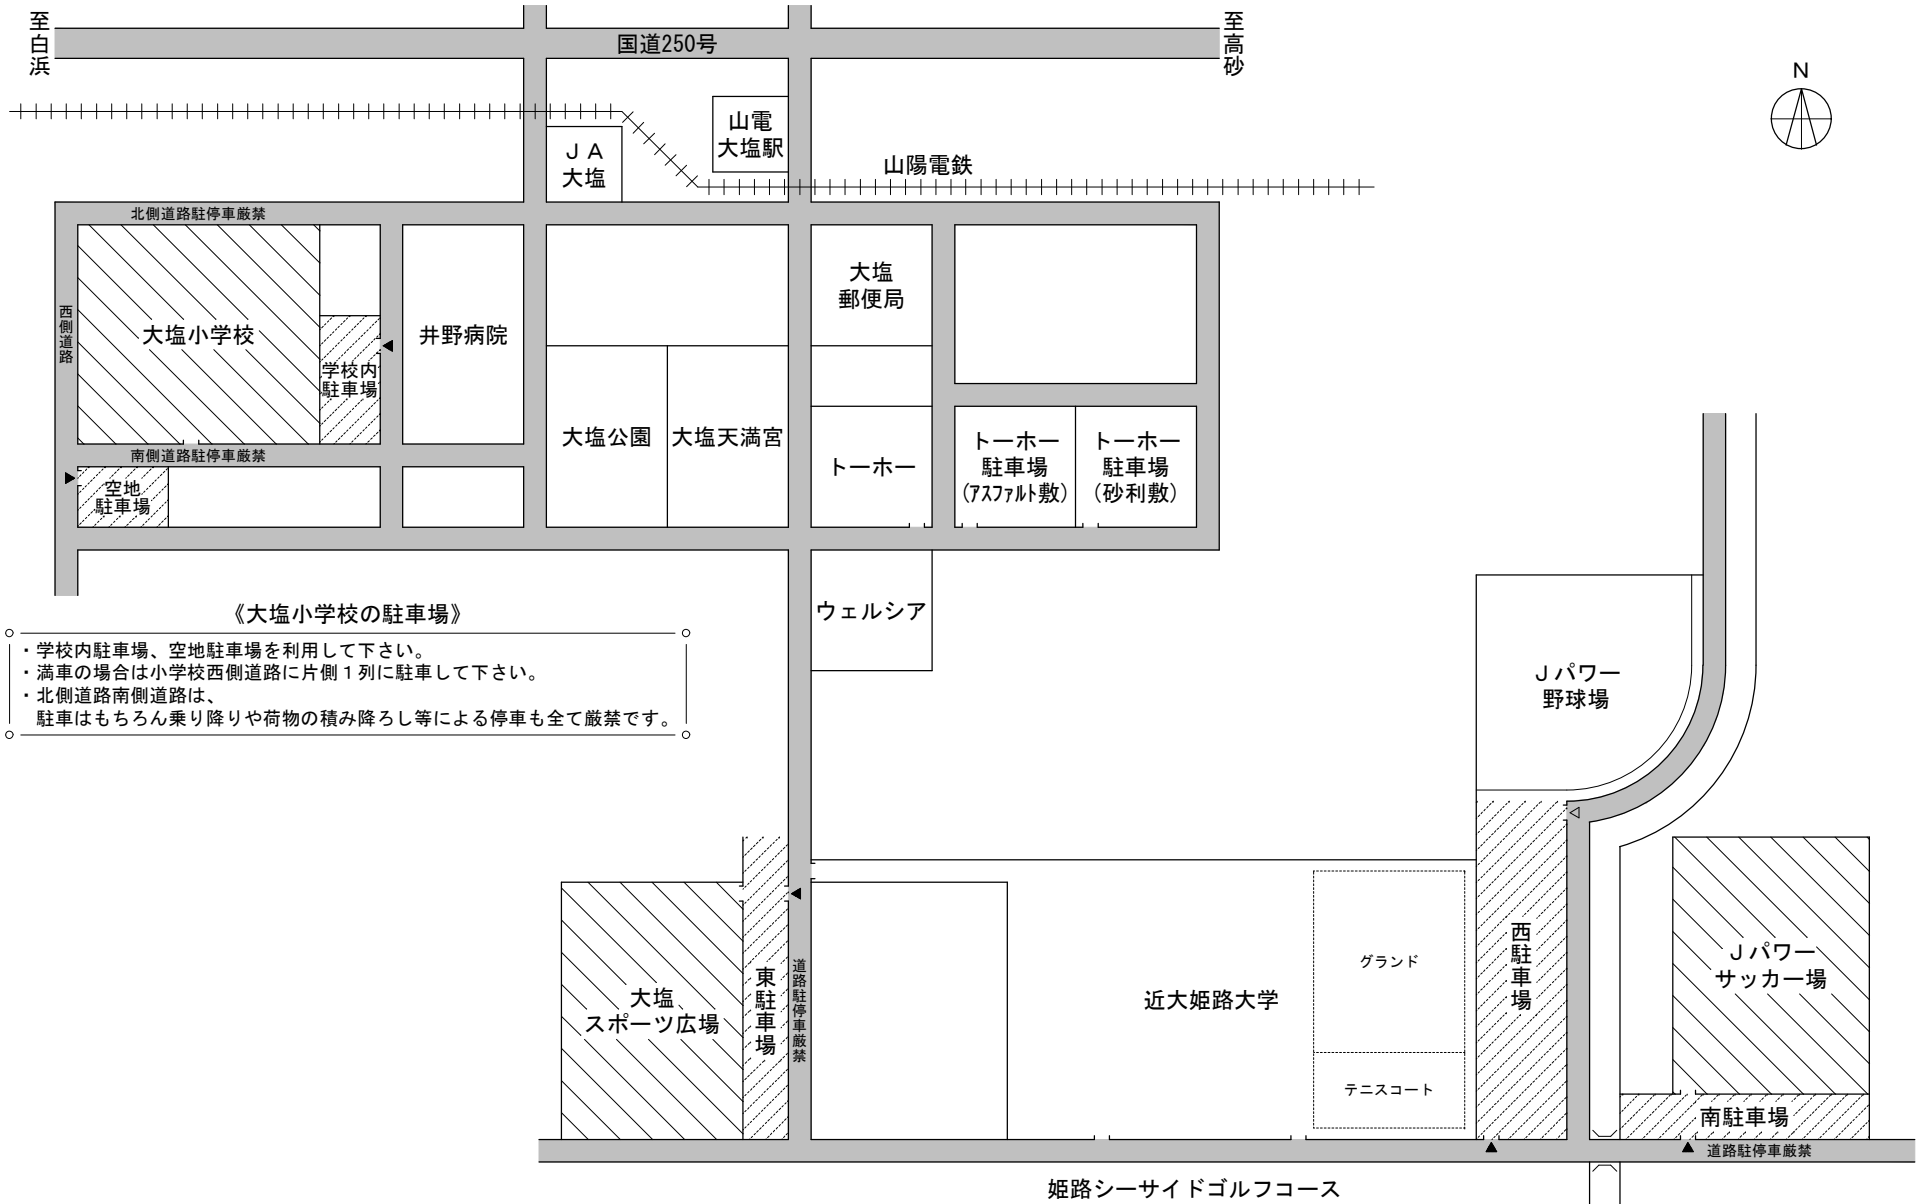 至白浜
国道250号
至高砂
N
山電
大塩駅
JA
大塩
山陽電鉄
北側道路駐停車厳禁
西側道路
大塩小学校
学校内
駐車場
井野病院
大塩
郵便局
大塩公園
大塩天満宮
トーホー
トーホー
駐車場
(ｱｽﾌｧﾙﾄ敷)
トーホー
駐車場
(砂利敷)
南側道路駐停車厳禁
空地
駐車場
ウェルシア
《大塩小学校の駐車場》
・学校内駐車場、空地駐車場を利用して下さい。
・満車の場合は小学校西側道路に片側1列に駐車して下さい。
・北側道路南側道路は、
駐車はもちろん乗り降りや荷物の積み降ろし等による停車も全て厳禁です。
Jパワー
野球場
大塩
スポーツ広場
東駐車場
道路駐停車厳禁
近大姫路大学
グランド
テニスコート
西駐車場
Jパワー
サッカー場
南駐車場
道路駐停車厳禁
姫路シーサイドゴルフコース